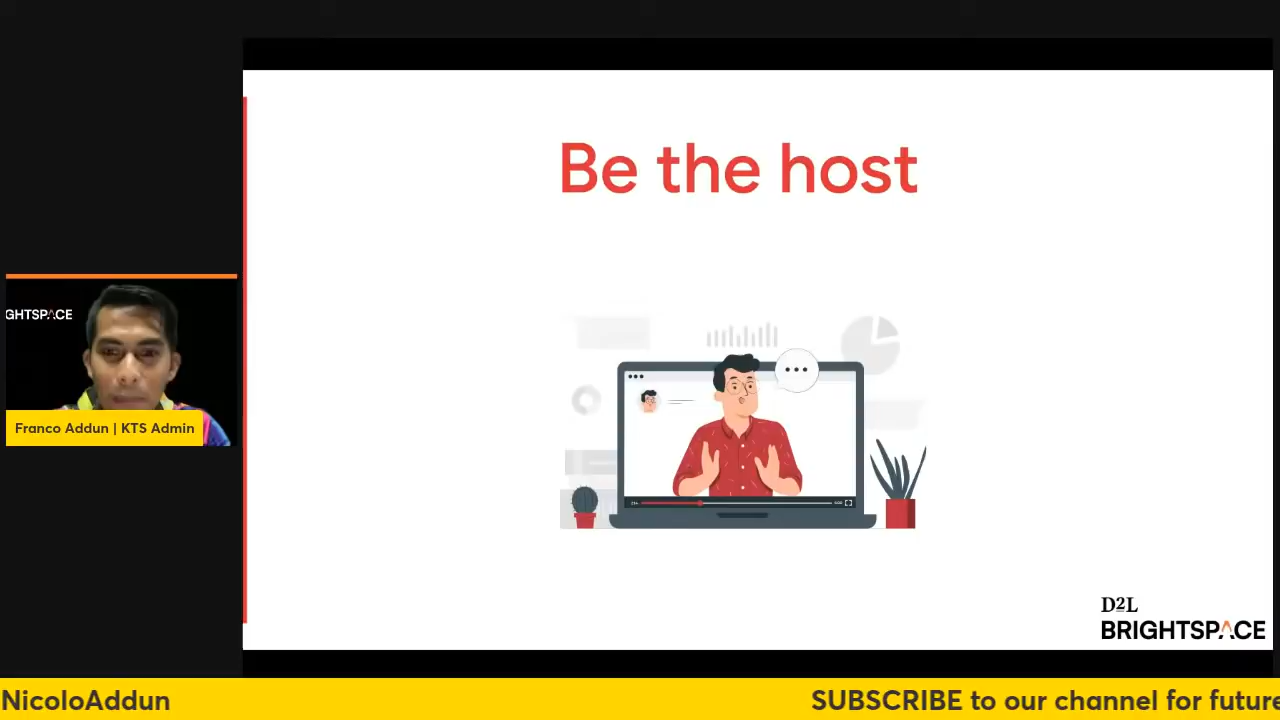 Be the host
GHTSPACE
Franco Addun | KTS Admin
D2L
BRIGHTSPACE
NicoloAddun
SUBSCRIBE to our channel for future